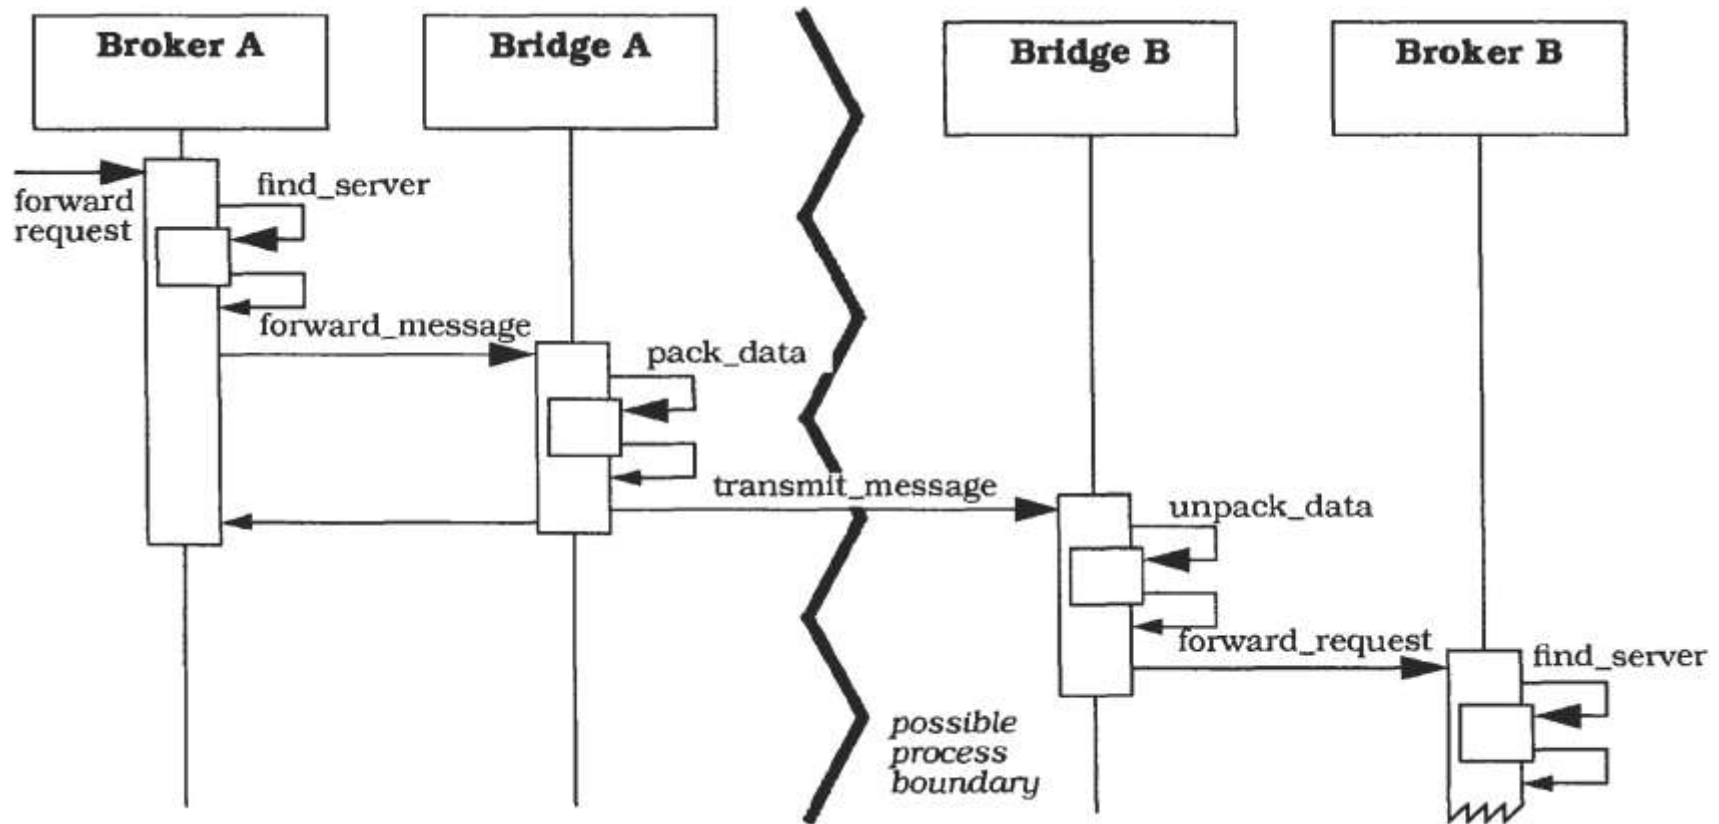 Broker A
Bridge A
Bridge B
Broker B
forward
request
find_server
forward_message
pack_data
transmit_message
unpack_data
forward_request
find_server
possible
process
boundary